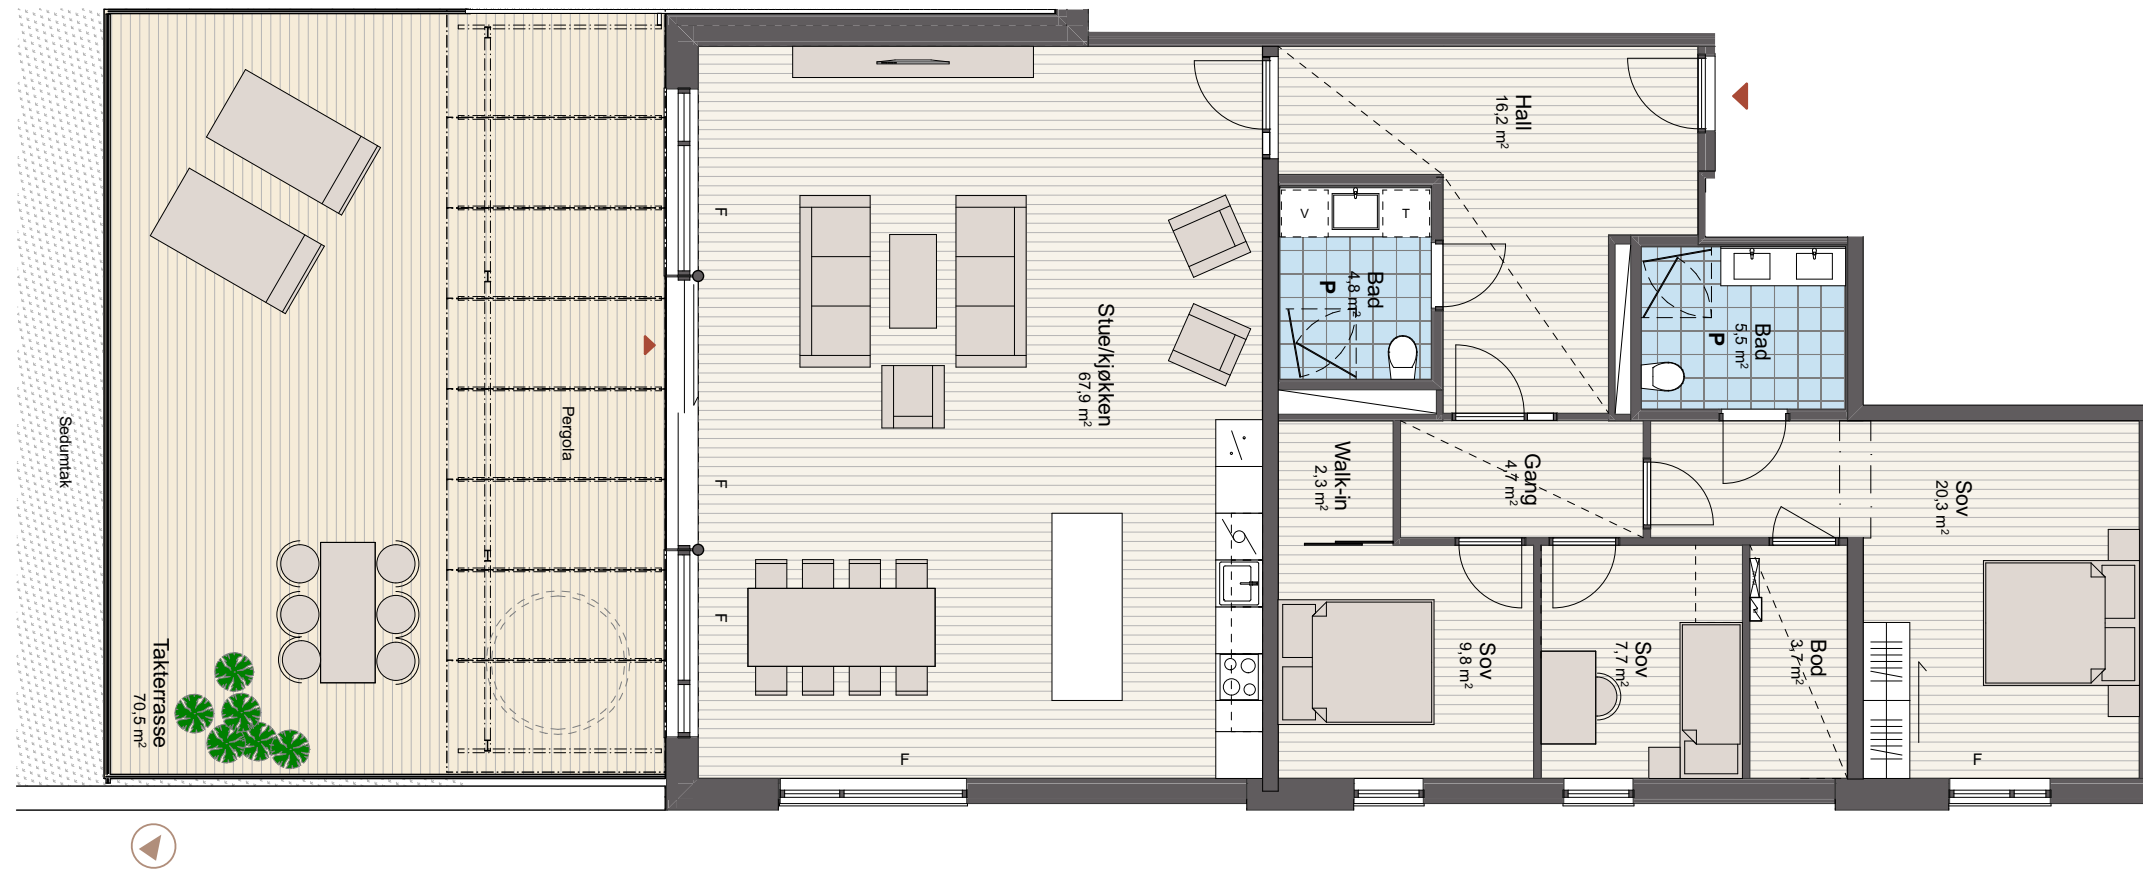 Sedumtak
Takterrasse
70,5 m²
Pergola
F
F
F
F
Stue/kjøkken
67,9 m²
Hall
16,2 m²
V
T
Bad
4,8 m²
P
Bad
5,5 m²
P
Walk-in
2,3 m²
Gang
4,7 m²
Sov
20,3 m²
Sov
9,8 m²
Sov
7,7 m²
Bod
3,7 m²
F